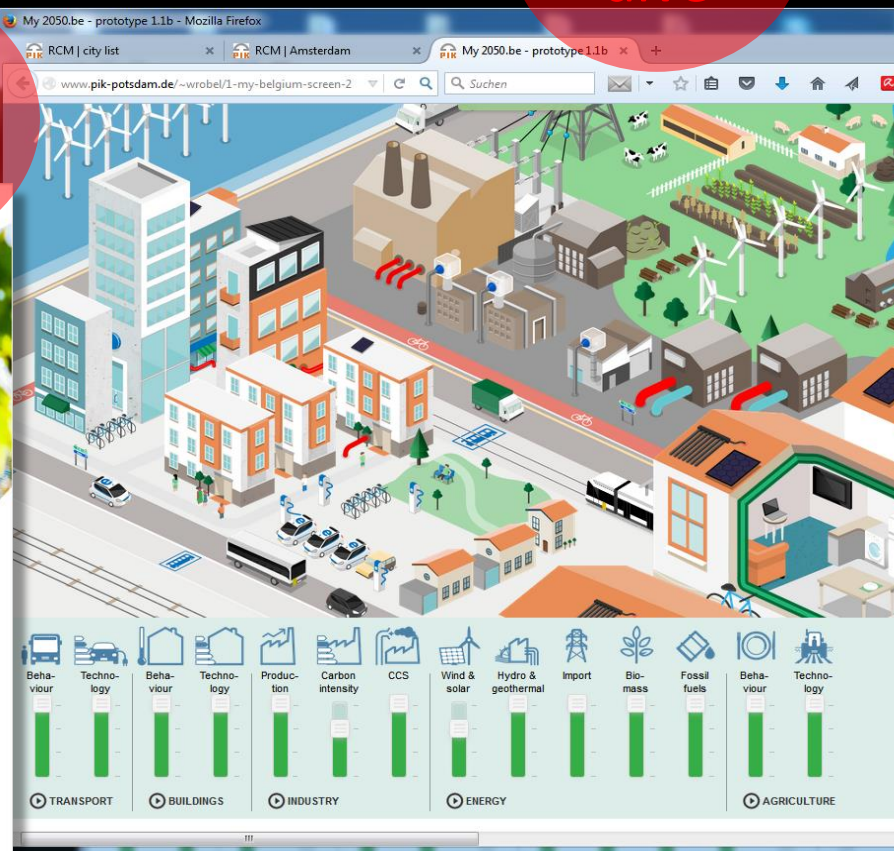 My 2050.be - prototype 1.1b - Mozilla Firefox
PIK RCM | city list
PIK RCM | Amsterdam
PIK My 2050.be - prototype 1.1b
www.pik-potsdam.de/~wrobel/1-my-belgium-screen-2
Suchen
Beha-
viour
Techno-
logy
Beha-
viour
Techno-
logy
Produc-
tion
Carbon
intensity
CCS
Wind &
solar
Hydro &
geothermal
Import
Bio-
mass
Fossil
fuels
Beha-
viour
Techno-
logy
TRANSPORT
BUILDINGS
INDUSTRY
ENERGY
AGRICULTURE